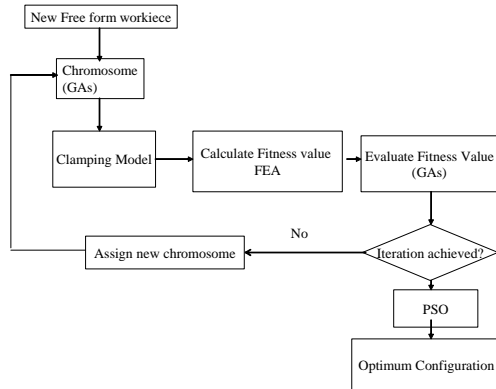 New Free form workiece
Chromosome
(GAs)
Clamping Model
Calculate Fitness value
FEA
Evaluate Fitness Value
(GAs)
No
Assign new chromosome
Iteration achieved?
PSO
Optimum Configuration